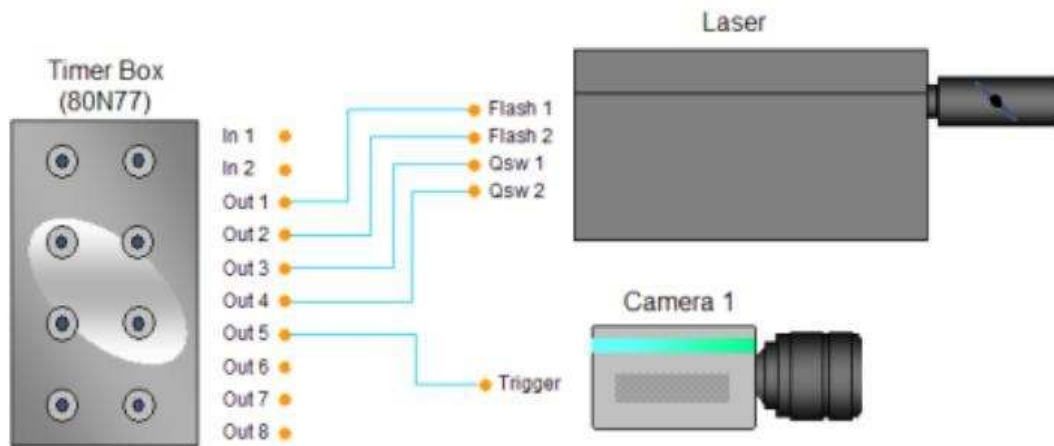 Laser
Timer Box
(80N77)
In 1
In 2
Out 1
Out 2
Out 3
Out 4
Out 5
Out 6
Out 7
Out 8
Flash 1
Flash 2
Qsw 1
Qsw 2
Camera 1
Trigger